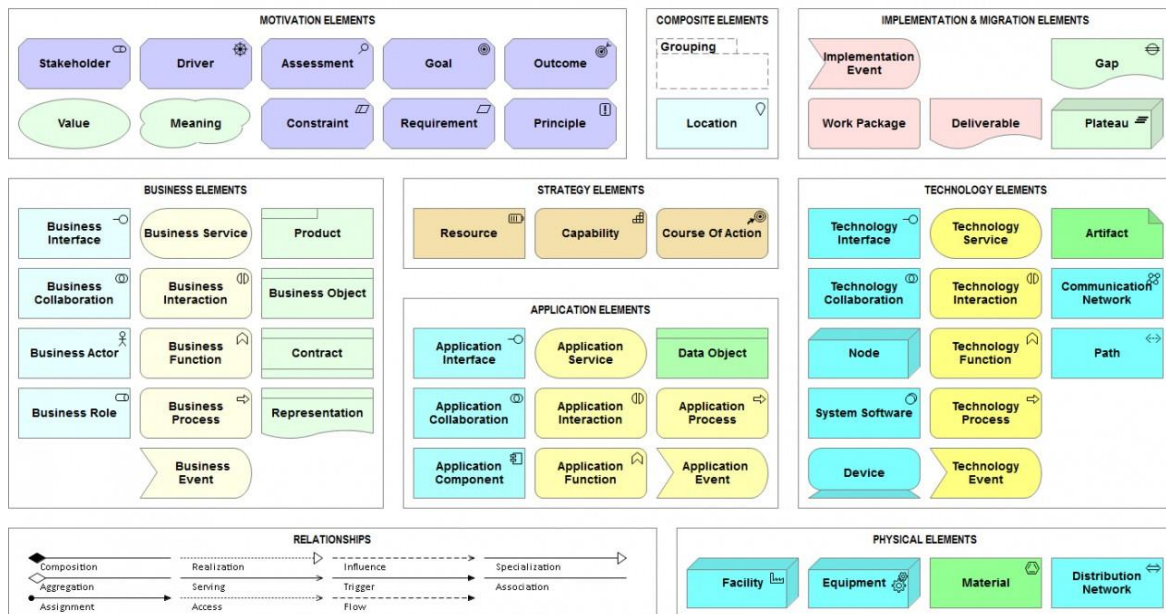 MOTIVATION ELEMENTS
Stakeholder
Driver
Assessment
Goal
Outcome
Value
Meaning
Constraint
Requirement
Principle
COMPOSITE ELEMENTS
Grouping
Location
IMPLEMENTATION & MIGRATION ELEMENTS
Implementation
Event
Gap
Work Package
Deliverable
Plateau
BUSINESS ELEMENTS
Business
Interface
Business Service
Product
Business
Collaboration
Business
Interaction
Business Object
Business Actor
Business
Function
Contract
Business Role
Business
Process
Representation
Business
Event
STRATEGY ELEMENTS
Resource
Capability
Course Of Action
APPLICATION ELEMENTS
Application
Interface
Application
Service
Data Object
Application
Collaboration
Application
Interaction
Application
Process
Application
Component
Application
Function
Application
Event
TECHNOLOGY ELEMENTS
Technology
Interface
Technology
Service
Artifact
Technology
Collaboration
Technology
Interaction
Communication
Network
Node
Technology
Function
Path
System Software
Technology
Process
Device
Technology
Event
RELATIONSHIPS
Composition
Realization
Influence
Specialization
Aggregation
Serving
Trigger
Association
Assignment
Access
Flow
PHYSICAL ELEMENTS
Facility
Equipment
Material
Distribution
Network